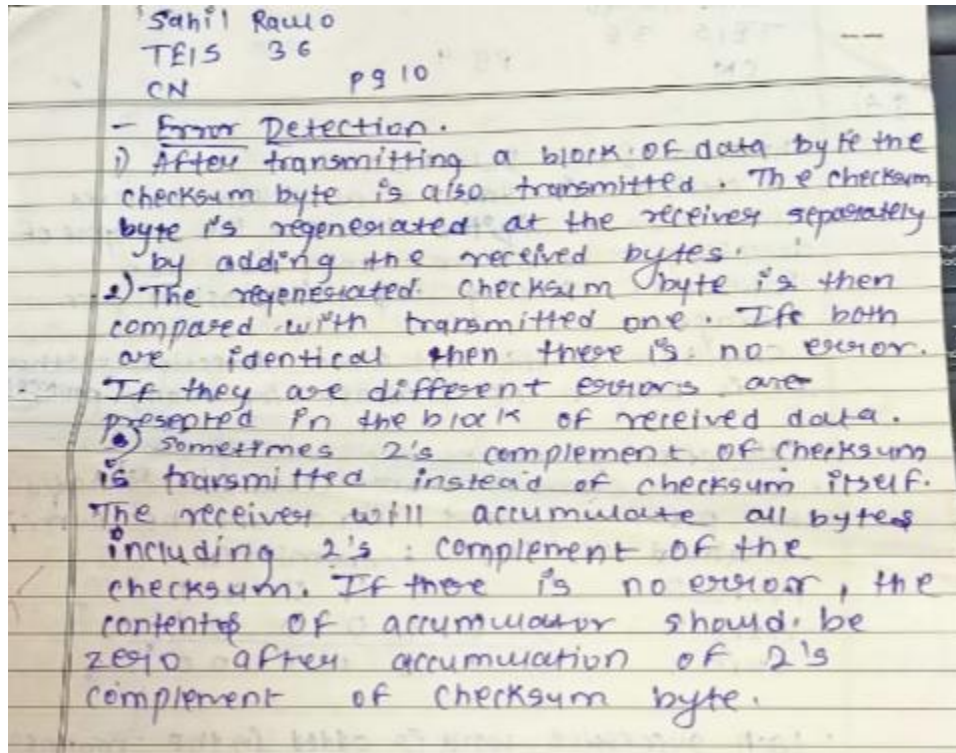 Sahil Rawlo
TEIS 36
CN pg 10
- Error Detection.
1) After transmitting a block of data byte the
checksum byte is also transmitted. The checksum
byte is regenerated at the receiver separately
by adding the received bytes.
2) The regenerated checksum byte is then
compared with transmitted one. If both
are identical then there is no error.
If they are different errors are
presepted in the block of received data.
3) Sometimes 2's complement of checksum
is transmitted instead of checksum itself.
The receiver will accumulate all bytes
including 2's complement of the
checksum. If there is no error, the
contents of accumulator should be
zero after accumulation of 2's
complement of checksum byte.